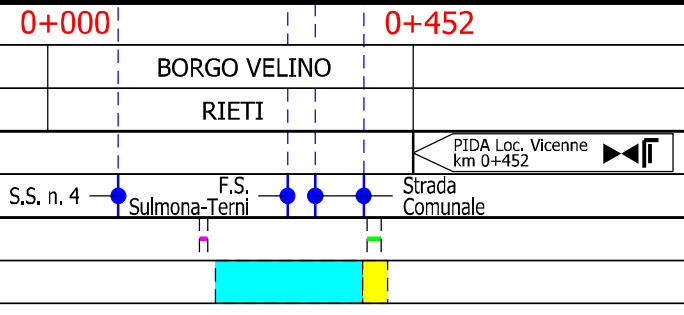 0+000 0+452
BORGO VELINO
RIETI
PIDA Loc. Vicenne
km 0+452
S.S. n. 4
F.S.
Sulmona-Terni
Strada
Comunale